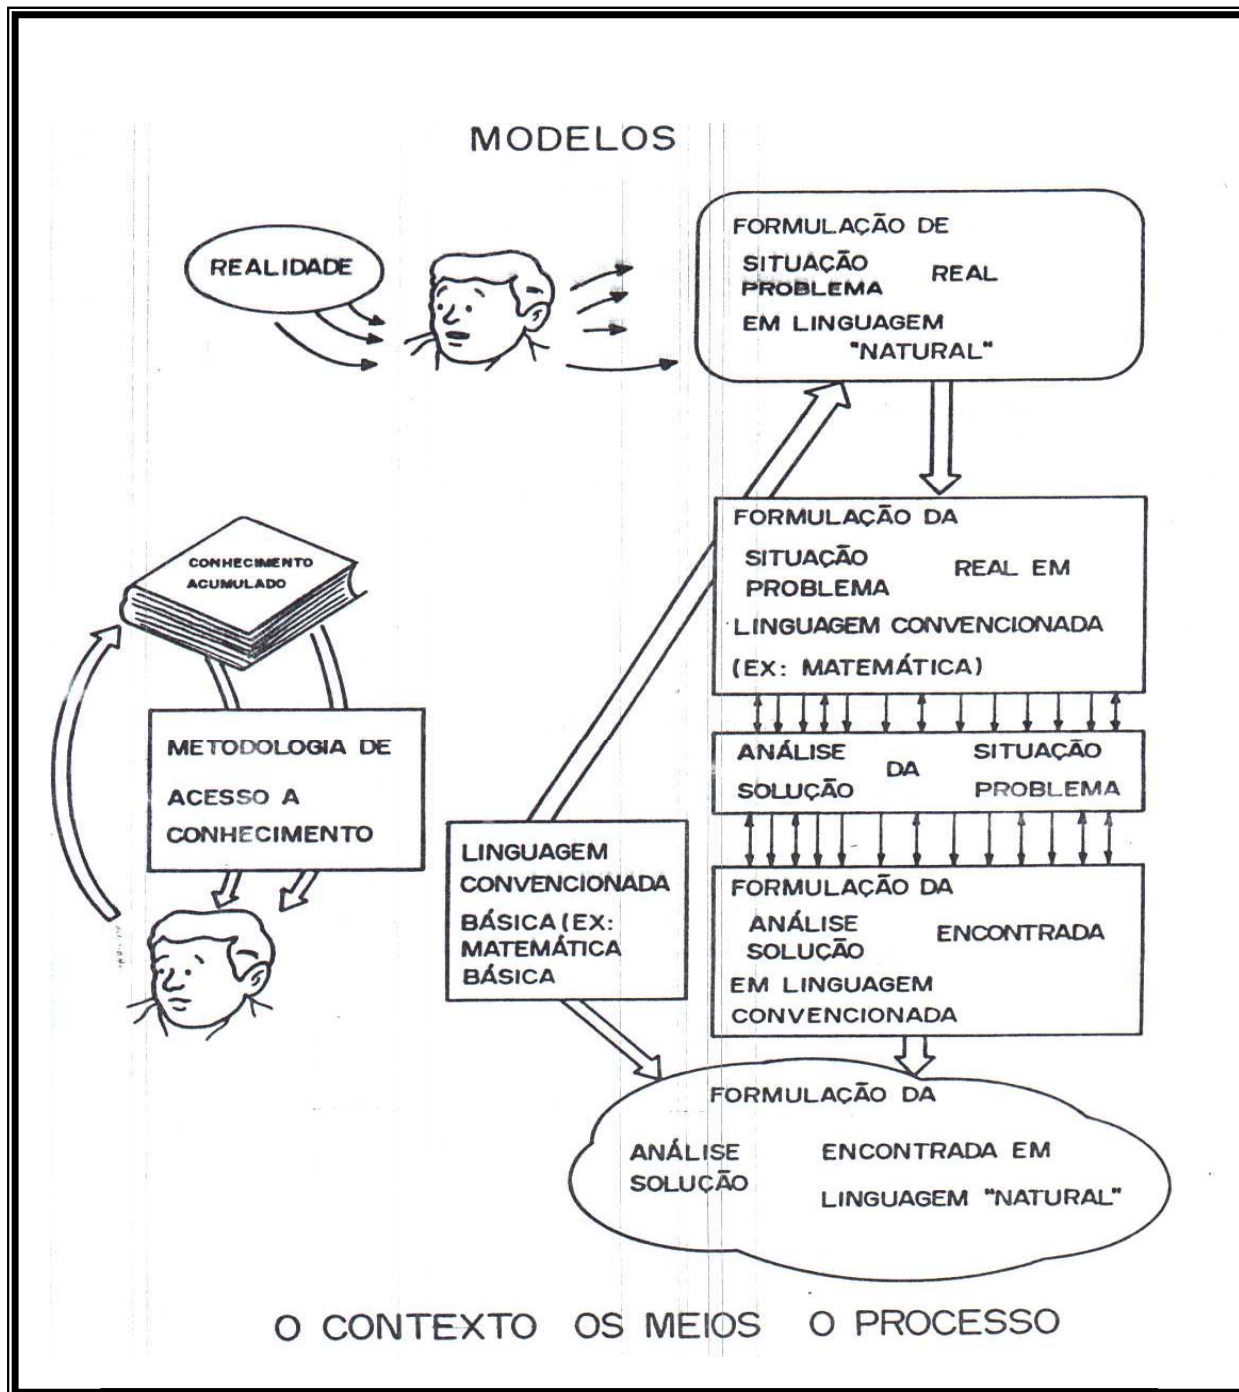 MODELOS
REALIDADE
FORMULAÇÃO DE
SITUAÇÃO
PROBLEMA REAL
EM LINGUAGEM
"NATURAL"
CONHECIMENTO
ACUMULADO
METODOLOGIA DE
ACESSO A
CONHECIMENTO
LINGUAGEM
CONVENCIONADA
BÁSICA (EX:
MATEMÁTICA
BÁSICA
FORMULAÇÃO DA
SITUAÇÃO
PROBLEMA REAL EM
LINGUAGEM CONVENCIONADA
(EX: MATEMÁTICA)
ANÁLISE DA SITUAÇÃO
SOLUÇÃO PROBLEMA
FORMULAÇÃO DA
ANÁLISE
SOLUÇÃO ENCONTRADA
EM LINGUAGEM
CONVENCIONADA
FORMULAÇÃO DA
ANÁLISE ENCONTRADA EM
SOLUÇÃO LINGUAGEM "NATURAL"
O CONTEXTO OS MEIOS O PROCESSO